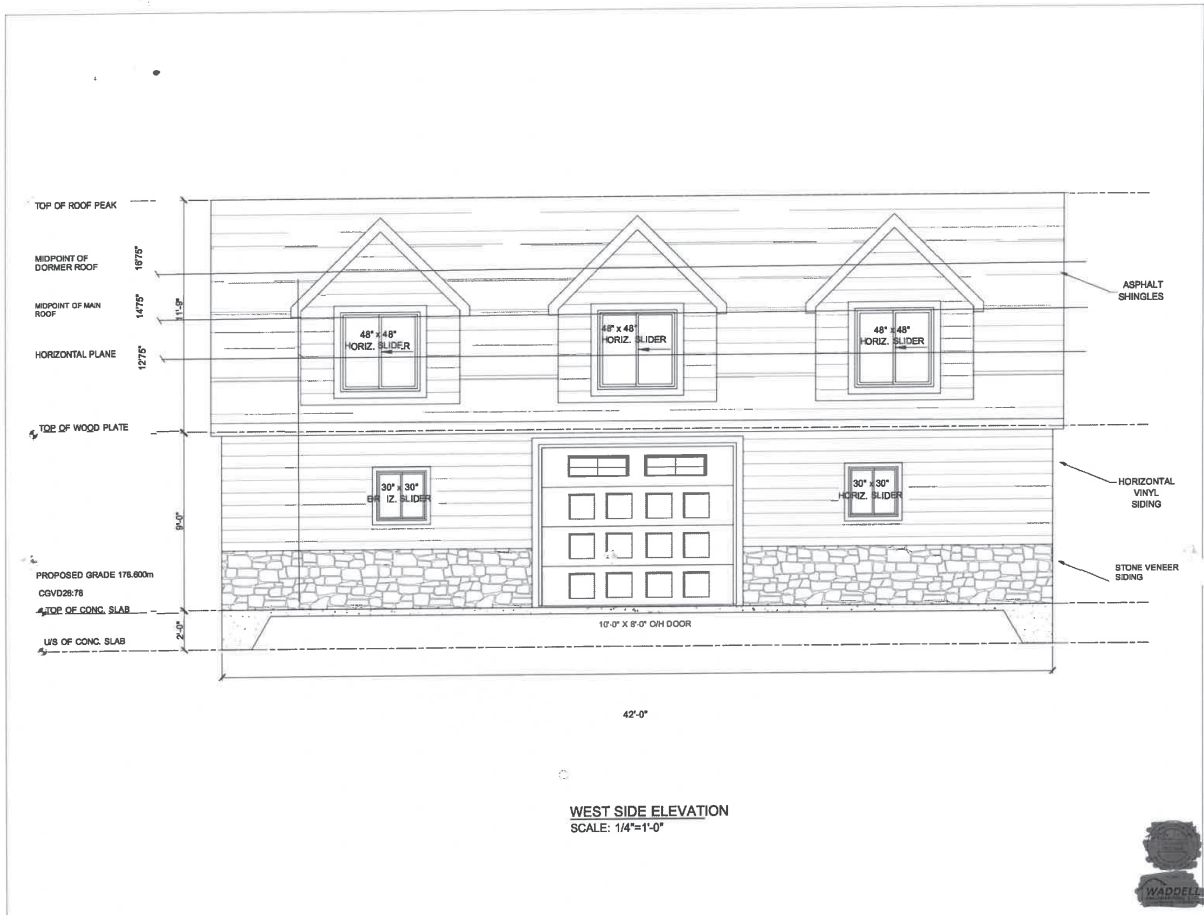 TOP OF ROOF PEAK
MIDPOINT OF
DORMER ROOF
16'75"
MIDPOINT OF MAIN
ROOF
14'75"
11'-9"
HORIZONTAL PLANE
12'75"
TOP OF WOOD PLATE
9'-0"
PROPOSED GRADE 176.600m
CGVD28:78
TOP OF CONC. SLAB
2'-0"
U/S OF CONC. SLAB
48" x 48"
HORIZ. SLIDER
48" x 48"
HORIZ. SLIDER
48" x 48"
HORIZ. SLIDER
30" x 30"
IZ. SLIDER
30" x 30"
HORIZ. SLIDER
ASPHALT
SHINGLES
HORIZONTAL
VINYL
SIDING
STONE VENEER
SIDING
10'-0" X 8'-0" O/H DOOR
42'-0"
WEST SIDE ELEVATION
SCALE: 1/4"=1'-0"
WADDELL